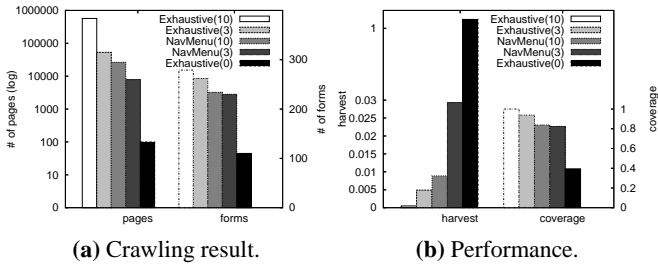 1000000
100000
10000
1000
100
10
0
# of pages (log)
Exhaustive(10)
Exhaustive(3)
NavMenu(10)
NavMenu(3)
Exhaustive(0)
300
200
100
0
# of forms
pages
forms
(a) Crawling result.
1
0.03
0.025
0.02
0.015
0.01
0.005
0
harvest
Exhaustive(10)
Exhaustive(3)
NavMenu(10)
NavMenu(3)
Exhaustive(0)
1
0.8
0.6
0.4
0.2
0
coverage
harvest
coverage
(b) Performance.